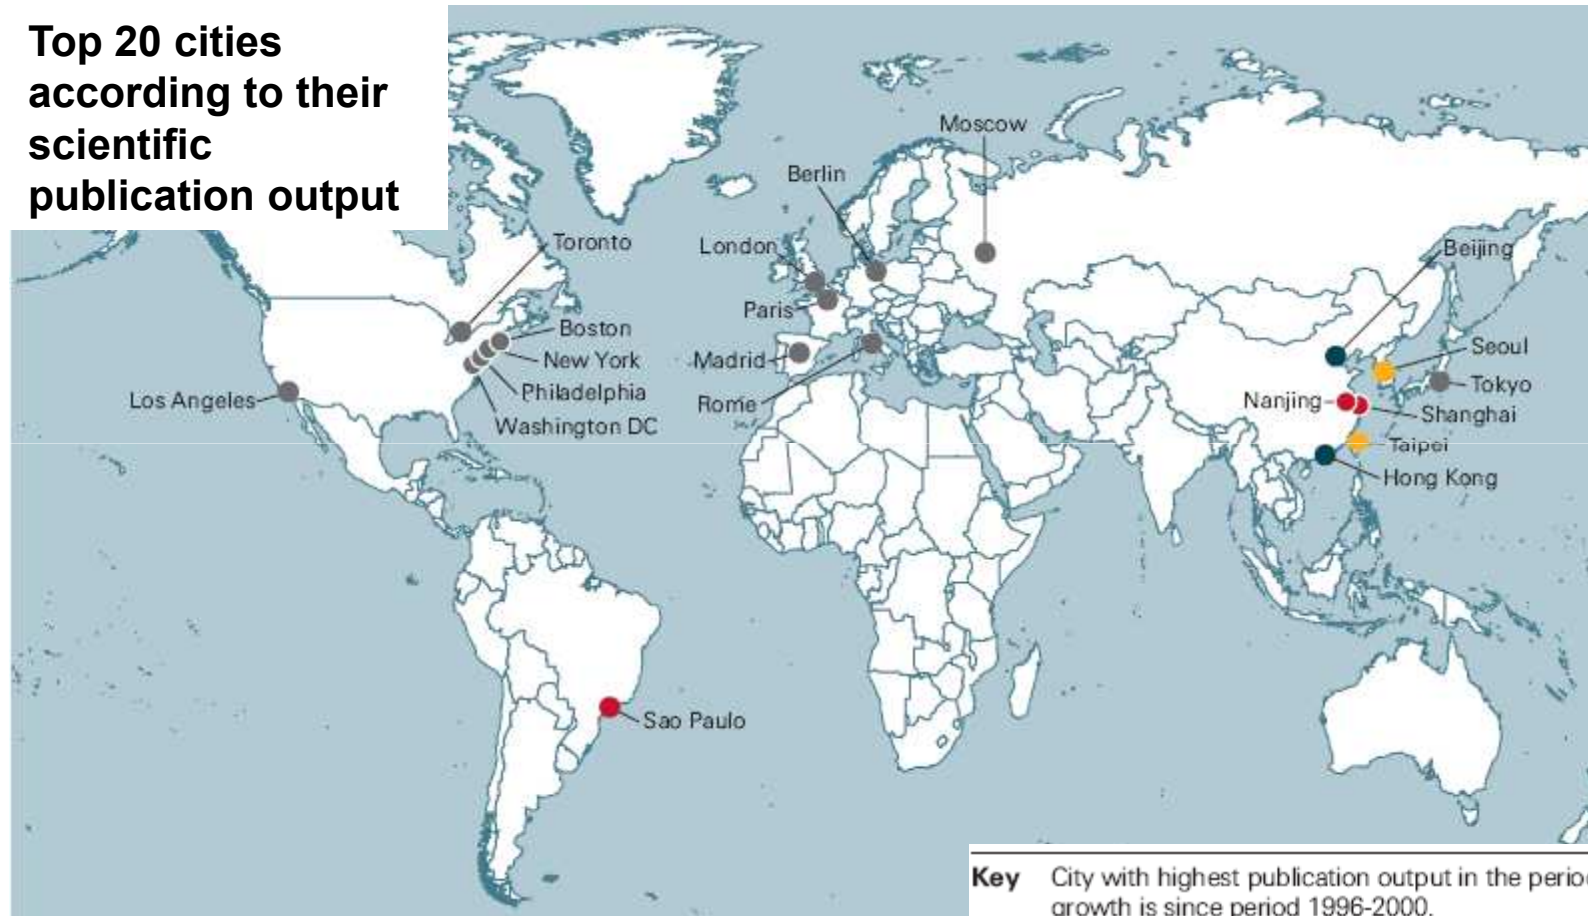 Top 20 cities
according to their
scientific
publication output
Moscow
Berlin
Toronto
London
Beijing
Paris
Boston
New York
Madrid
Seoul
Philadelphia
Tokyo
Los Angeles
Rome
Nanjing
Shanghai
Washington DC
Taipei
Hong Kong
Sao Paulo
Key City with highest publication output in the perio
growth is since period 1996-2000.